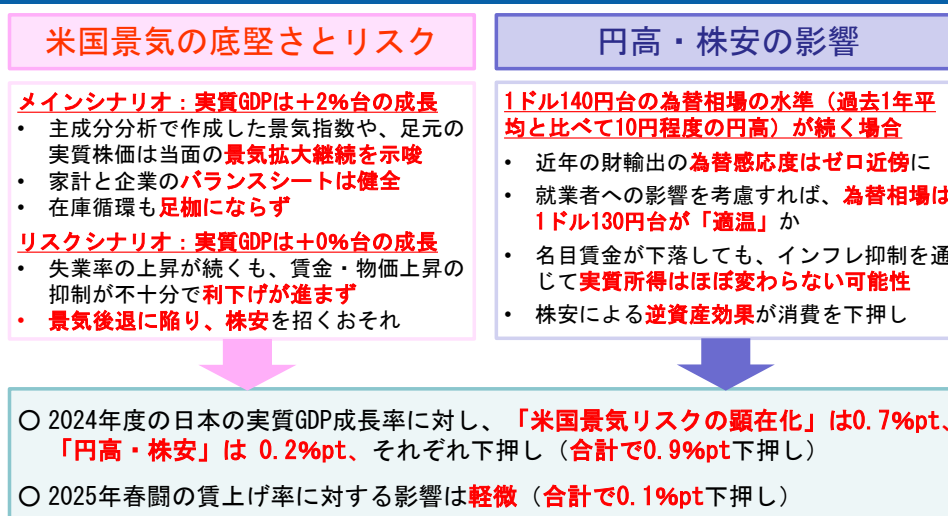 米国景気の底堅さとリスク
メインシナリオ：実質GDPは＋2%台の成長
• 主成分分析で作成した景気指数や、足元の
実質株価は当面の景気拡大継続を示唆
• 家計と企業のバランスシートは健全
• 在庫循環も足枷にならず
リスクシナリオ：実質GDPは＋0%台の成長
• 失業率の上昇が続くも、賃金・物価上昇の
抑制が不十分で利下げが進まず
• 景気後退に陥り、株安を招くおそれ
円高・株安の影響
1ドル140円台の為替相場の水準（過去1年平
均と比べて10円程度の円高）が続く場合
• 近年の財輸出の為替感応度はゼロ近傍に
• 就業者への影響を考慮すれば、為替相場は
1ドル130円台が「適温」か
• 名目賃金が下落しても、インフレ抑制を通
じて実質所得はほぼ変わらない可能性
• 株安による逆資産効果が消費を下押し
○ 2024年度の日本の実質GDP成長率に対し、「米国景気リスクの顕在化」は0.7%pt、
「円高・株安」は 0.2%pt、それぞれ下押し（合計で0.9%pt下押し）
○ 2025年春闘の賃上げ率に対する影響は軽微（合計で0.1%pt下押し）